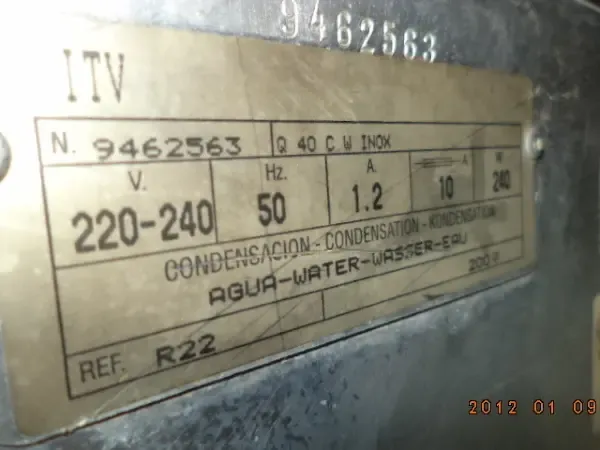 9462563
ITV
N. 9462563 Q 40 C W INOX
V. Hz. A. A W
220-240 50 1.2 10 240
CONDENSACION - CONDENSATION - KONDENSATION
AGUA-WATER-WASSER-EAU
REF. R22 200 g
2012 01 09